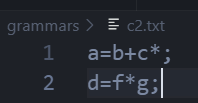 grammars > c2.txt
1 a=b+c*;
2 d=f*g;